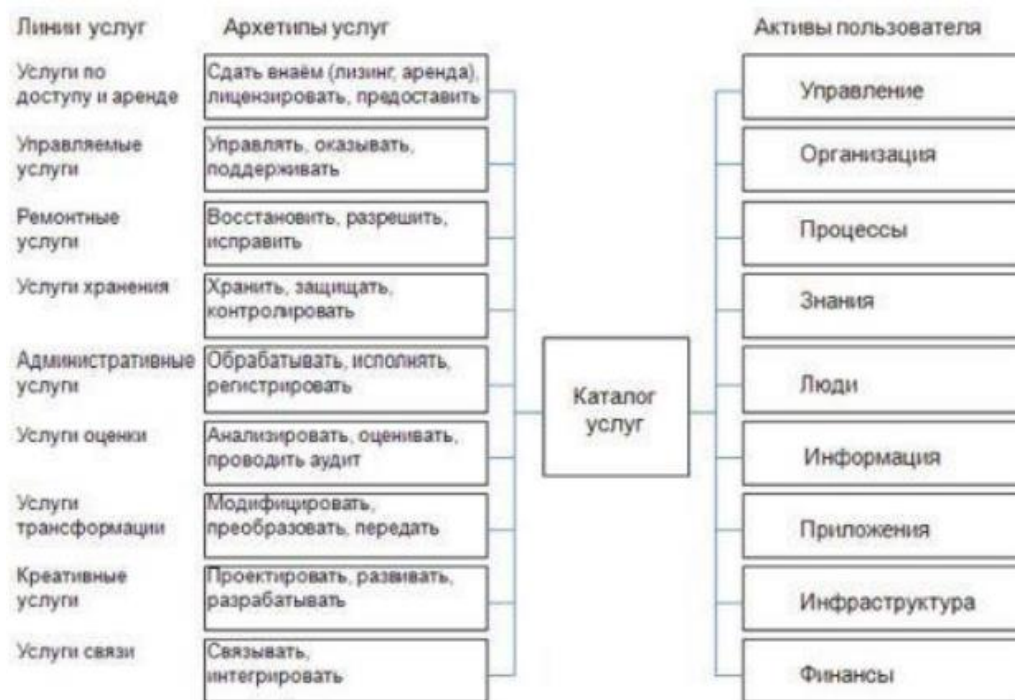 Линии услуг
Архетипы услуг
Активы пользователя
Услуги по
доступу и аренде
Сдать внаём (лизинг, аренда),
лицензировать, предоставить
Управление
Управляемые
услуги
Управлять, оказывать,
поддерживать
Организация
Ремонтные
услуги
Восстановить, разрешить,
исправить
Процессы
Услуги хранения
Хранить, защищать,
контролировать
Знания
Административные
услуги
Обрабатывать, исполнять,
регистрировать
Каталог
услуг
Люди
Услуги оценки
Анализировать, оценивать,
проводить аудит
Информация
Услуги
трансформации
Модифицировать,
преобразовать, передать
Приложения
Креативные
услуги
Проектировать, развивать,
разрабатывать
Инфраструктура
Услуги связи
Связывать,
интегрировать
Финансы